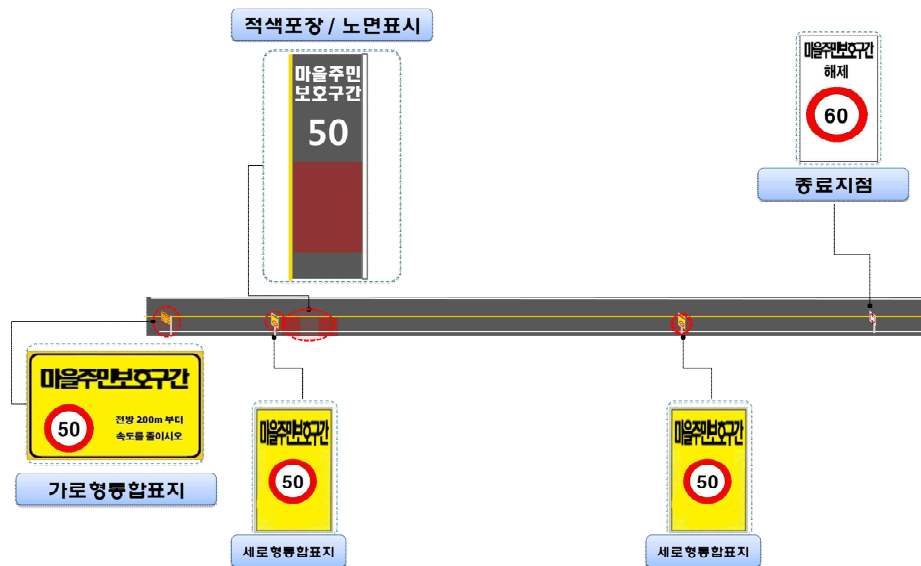 적색포장 / 노면표시
마을주민
보호구간
50
마을주민보호구간
해제
60
종료지점
마을주민보호구간
50
전방 200m 부터
속도를 줄이시오
가로형통합표지
마을주민보호구간
50
세로형통합표지
마을주민보호구간
50
세로형통합표지